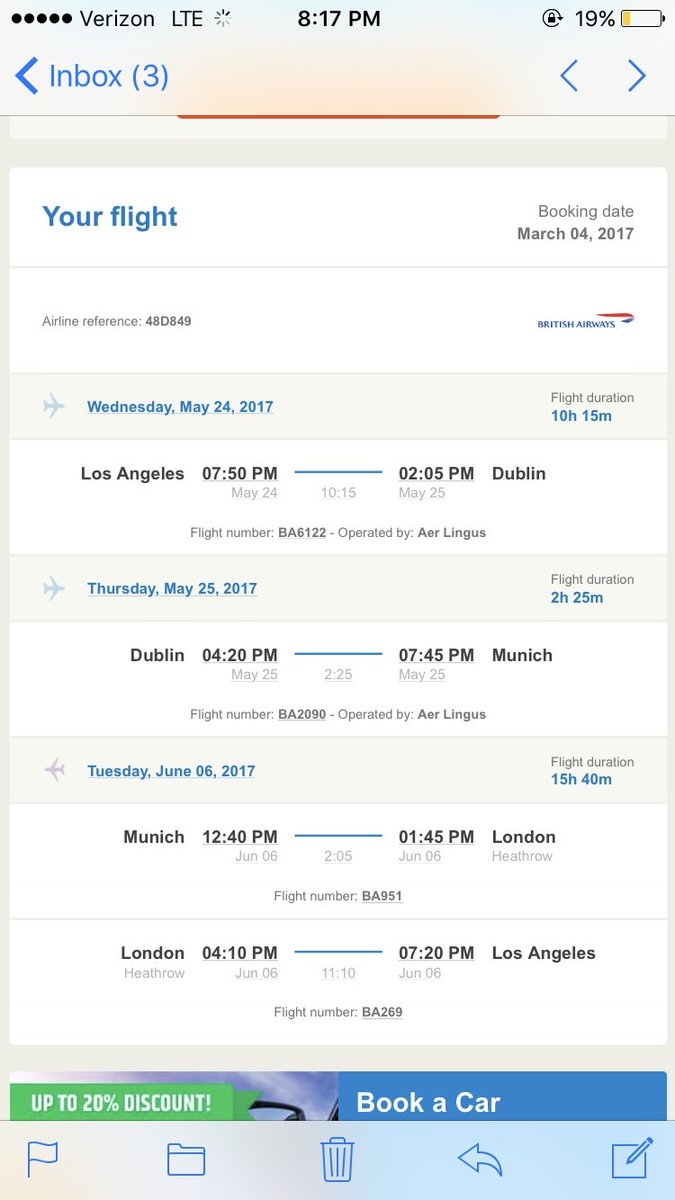 Verizon LTE 8:17 PM 19%
Inbox (3)
Your flight
Booking date
March 04, 2017
Airline reference: 48D849
BRITISH AIRWAYS
Wednesday, May 24, 2017
Flight duration
10h 15m
Los Angeles 07:50 PM 02:05 PM Dublin
May 24 10:15 May 25
Flight number: BA6122 - Operated by: Aer Lingus
Thursday, May 25, 2017
Flight duration
2h 25m
Dublin 04:20 PM 07:45 PM Munich
May 25 2:25 May 25
Flight number: BA2090 - Operated by: Aer Lingus
Tuesday, June 06, 2017
Flight duration
15h 40m
Munich 12:40 PM 01:45 PM London
Jun 06 2:05 Jun 06 Heathrow
Flight number: BA951
London 04:10 PM 07:20 PM Los Angeles
Heathrow Jun 06 11:10 Jun 06
Flight number: BA269
UP TO 20% DISCOUNT!
Book a Car